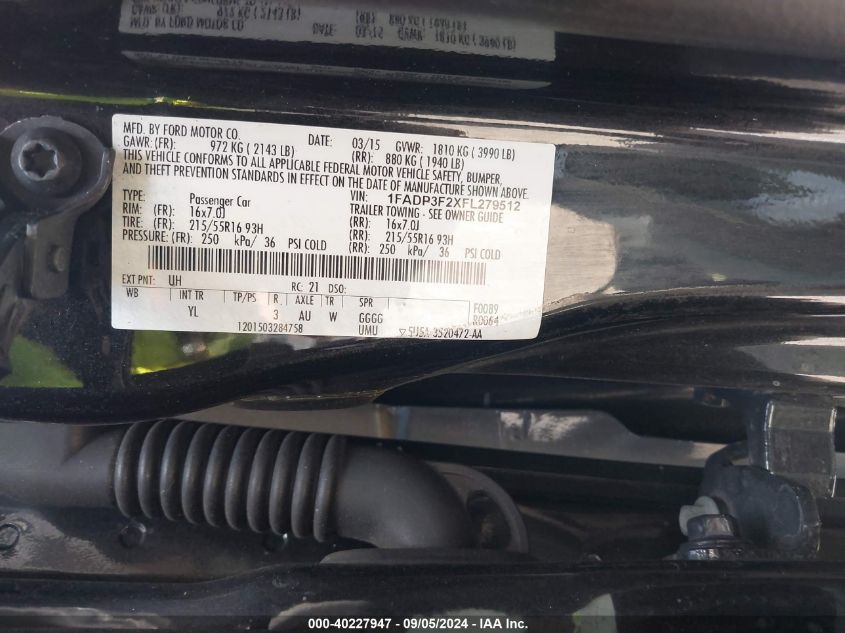 MFD. BY FORD MOTOR CO.
DATE: 03/15 GVWR: 1810 KG ( 3990 LB)
GAWR: (FR): 972 KG ( 2143 LB) (RR): 880 KG ( 1940 LB)
THIS VEHICLE CONFORMS TO ALL APPLICABLE FEDERAL MOTOR VEHICLE SAFETY, BUMPER,
AND THEFT PREVENTION STANDARDS IN EFFECT ON THE DATE OF MANUFACTURE SHOWN ABOVE.
VIN: 1FADP3F2XFL279512
TYPE: Passenger Car TRAILER TOWING - SEE OWNER GUIDE
RIM: (FR): 16x7.0J (RR): 16x7.0J
TIRE: (FR): 215/55R16 93H (RR): 215/55R16 93H
PRESSURE: (FR): 250 kPa/ 36 PSI COLD (RR): 250 kPa/ 36 PSI COLD
EXT PNT: UH RC: 21 DSO:
WB INT TR TP/PS R. AXLE TR SPR F0089
YL 3 AU W GGGG R0064
1201503284758 UMU 5U5A-3520472-AA
000-40227947 - 09/05/2024 - IAA Inc.